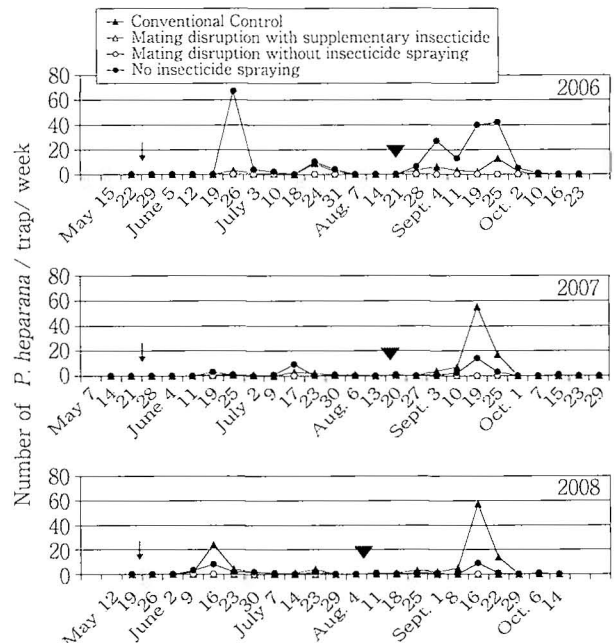 Conventional Control
Mating disruption with supplementary insecticide
Mating disruption without insecticide spraying
No insecticide spraying
Number of P. heparana / trap/ week
80
60
40
20
0
2006
May 15 22 29 June 5 12 19 26 July 3 10 18 24 31 Aug. 7 14 21 28 Sept. 4 11 19 25 Oct. 2 10 16 23
80
60
40
20
0
2007
May 7 14 21 28 June 4 11 19 25 July 2 9 17 23 30 Aug. 6 13 20 27 Sept. 3 10 19 25 Oct. 1 7 15 23 29
80
60
40
20
0
2008
May 12 19 26 June 2 9 16 23 30 July 7 14 23 29 Aug. 4 11 18 25 Sept. 1 8 16 22 29 Oct. 6 14